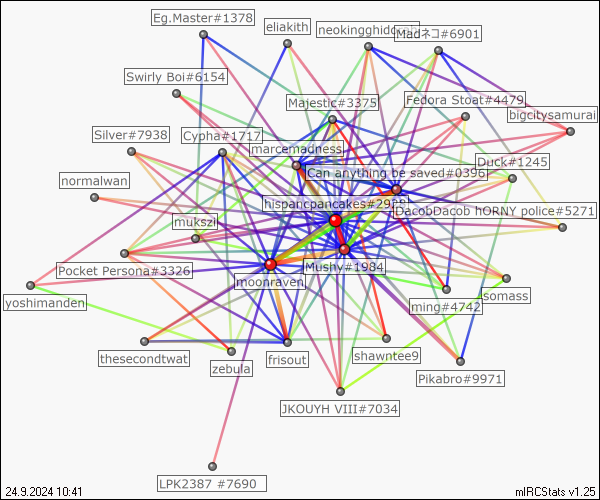 Eg.Master#1378
eliakith
Madネコ#6901
Swirly Boi#6154
Majestic#3375
Fedora Stoat#4479
bigcitysamurai
Silver#7938
Cypha#1717
marcemadness
Duck#1245
Can anything be saved#0396
normalwan
DacobDacob hORNY police#5271
mukszi
Pocket Persona#3326
Mushy#1984
moonraven
somass
yoshimanden
ming#4742
thesecondtwat
zebula
frisout
shawntee9
Pikabro#9971
JKOUYH VIII#7034
LPK2387 #7690
24.9.2024 10:41
mIRCStats v1.25